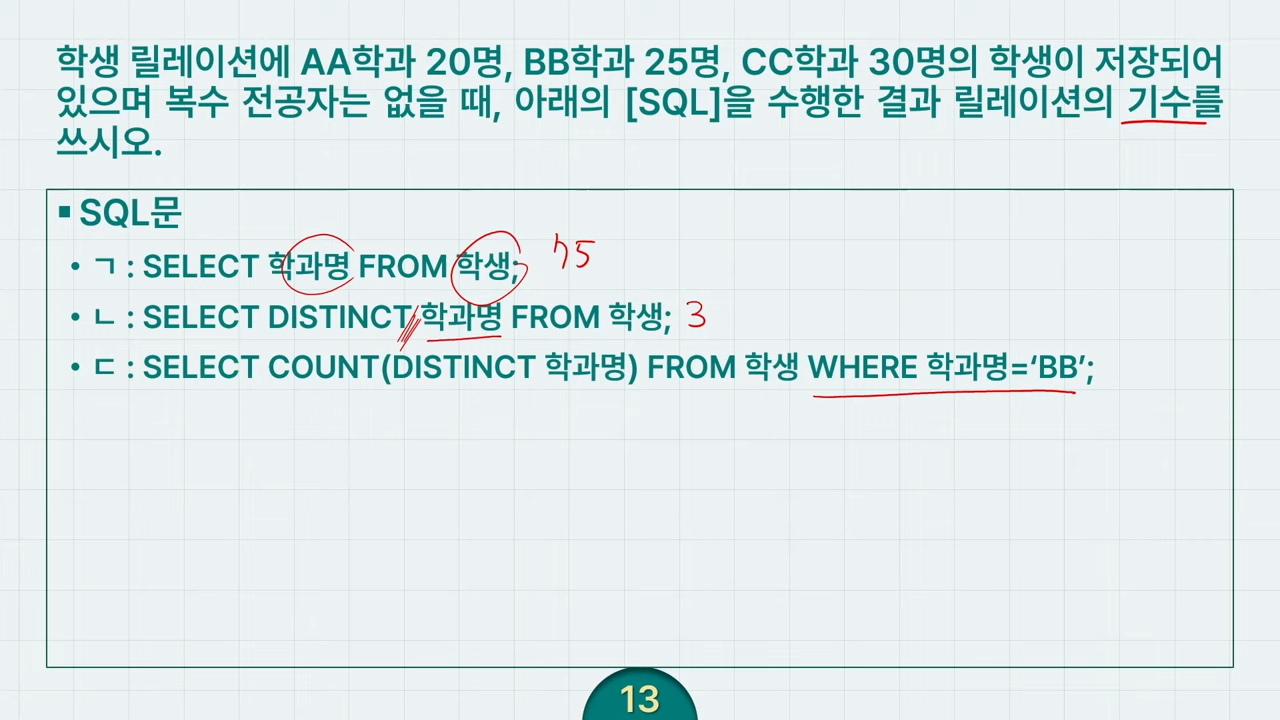 학생 릴레이션에 AA학과 20명, BB학과 25명, CC학과 30명의 학생이 저장되어
있으며 복수 전공자는 없을 때, 아래의 [SQL]을 수행한 결과 릴레이션의 기수를
쓰시오.
▪ SQL문
• ㄱ : SELECT 학과명 FROM 학생; 75
• ㄴ : SELECT DISTINCT 학과명 FROM 학생; 3
• ㄷ : SELECT COUNT(DISTINCT 학과명) FROM 학생 WHERE 학과명=‘BB’;
13